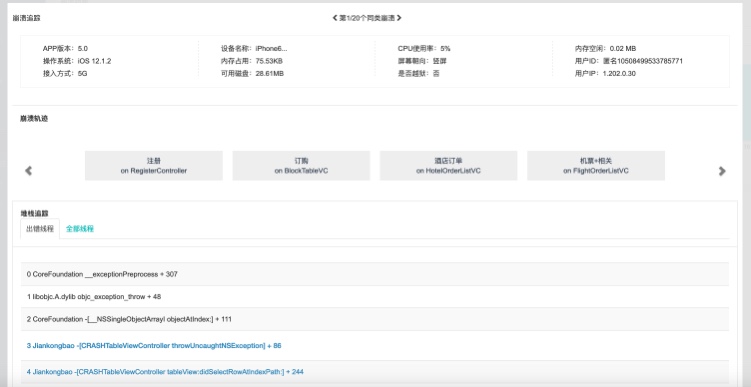 崩溃追踪
第1/20个同类崩溃
APP版本: 5.0
设备名称: iPhone6...
CPU使用率: 5%
内存空闲: 0.02 MB
操作系统: iOS 12.1.2
内存占用: 75.53KB
屏幕朝向: 竖屏
用户ID: 匿名10508499533785771
接入方式: 5G
可用磁盘: 28.61MB
是否越狱: 否
用户IP: 1.202.0.30
崩溃轨迹
注册
on RegisterController
订购
on BlockTableVC
酒店订单
on HotelOrderListVC
机票+相关
on FlightOrderListVC
堆栈追踪
出错线程 全部线程
0 CoreFoundation __exceptionPreprocess + 307
1 libobjc.A.dylib objc_exception_throw + 48
2 CoreFoundation -[__NSSingleObjectArrayI objectAtIndex:] + 111
3 Jiankongbao -[CRASHTableViewController throwUncaughtNSException] + 86
4 Jiankongbao -[CRASHTableViewController tableView:didSelectRowAtIndexPath:] + 244